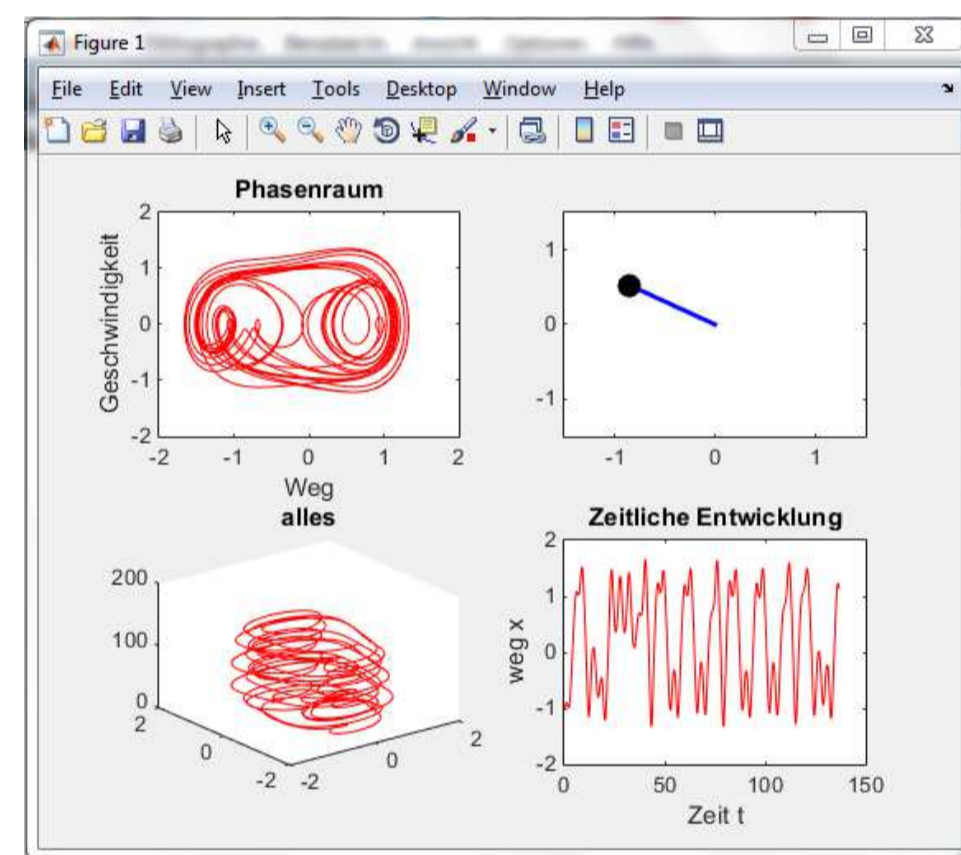 Figure 1
File Edit View Insert Tools Desktop Window Help
Phasenraum
Geschwindigkeit
2
1
0
-1
-2
-2 -1 0 1 2
Weg
1
0
-1
-1 0 1
alles
200
100
0
2
0
-2
-2
0
2
Zeitliche Entwicklung
weg x
2
1
0
-1
-2
0 50 100 150
Zeit t